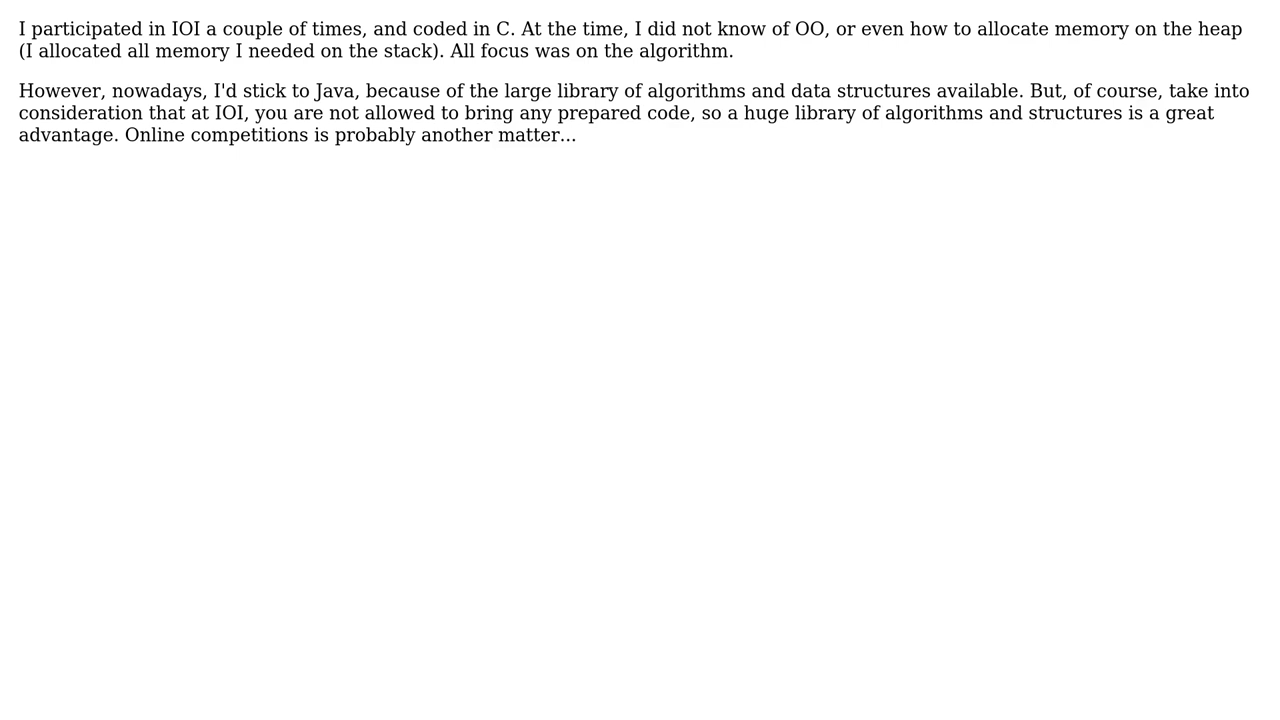 I participated in IOI a couple of times, and coded in C. At the time, I did not know of OO, or even how to allocate memory on the heap
(I allocated all memory I needed on the stack). All focus was on the algorithm.
However, nowadays, I'd stick to Java, because of the large library of algorithms and data structures available. But, of course, take into
consideration that at IOI, you are not allowed to bring any prepared code, so a huge library of algorithms and structures is a great
advantage. Online competitions is probably another matter...